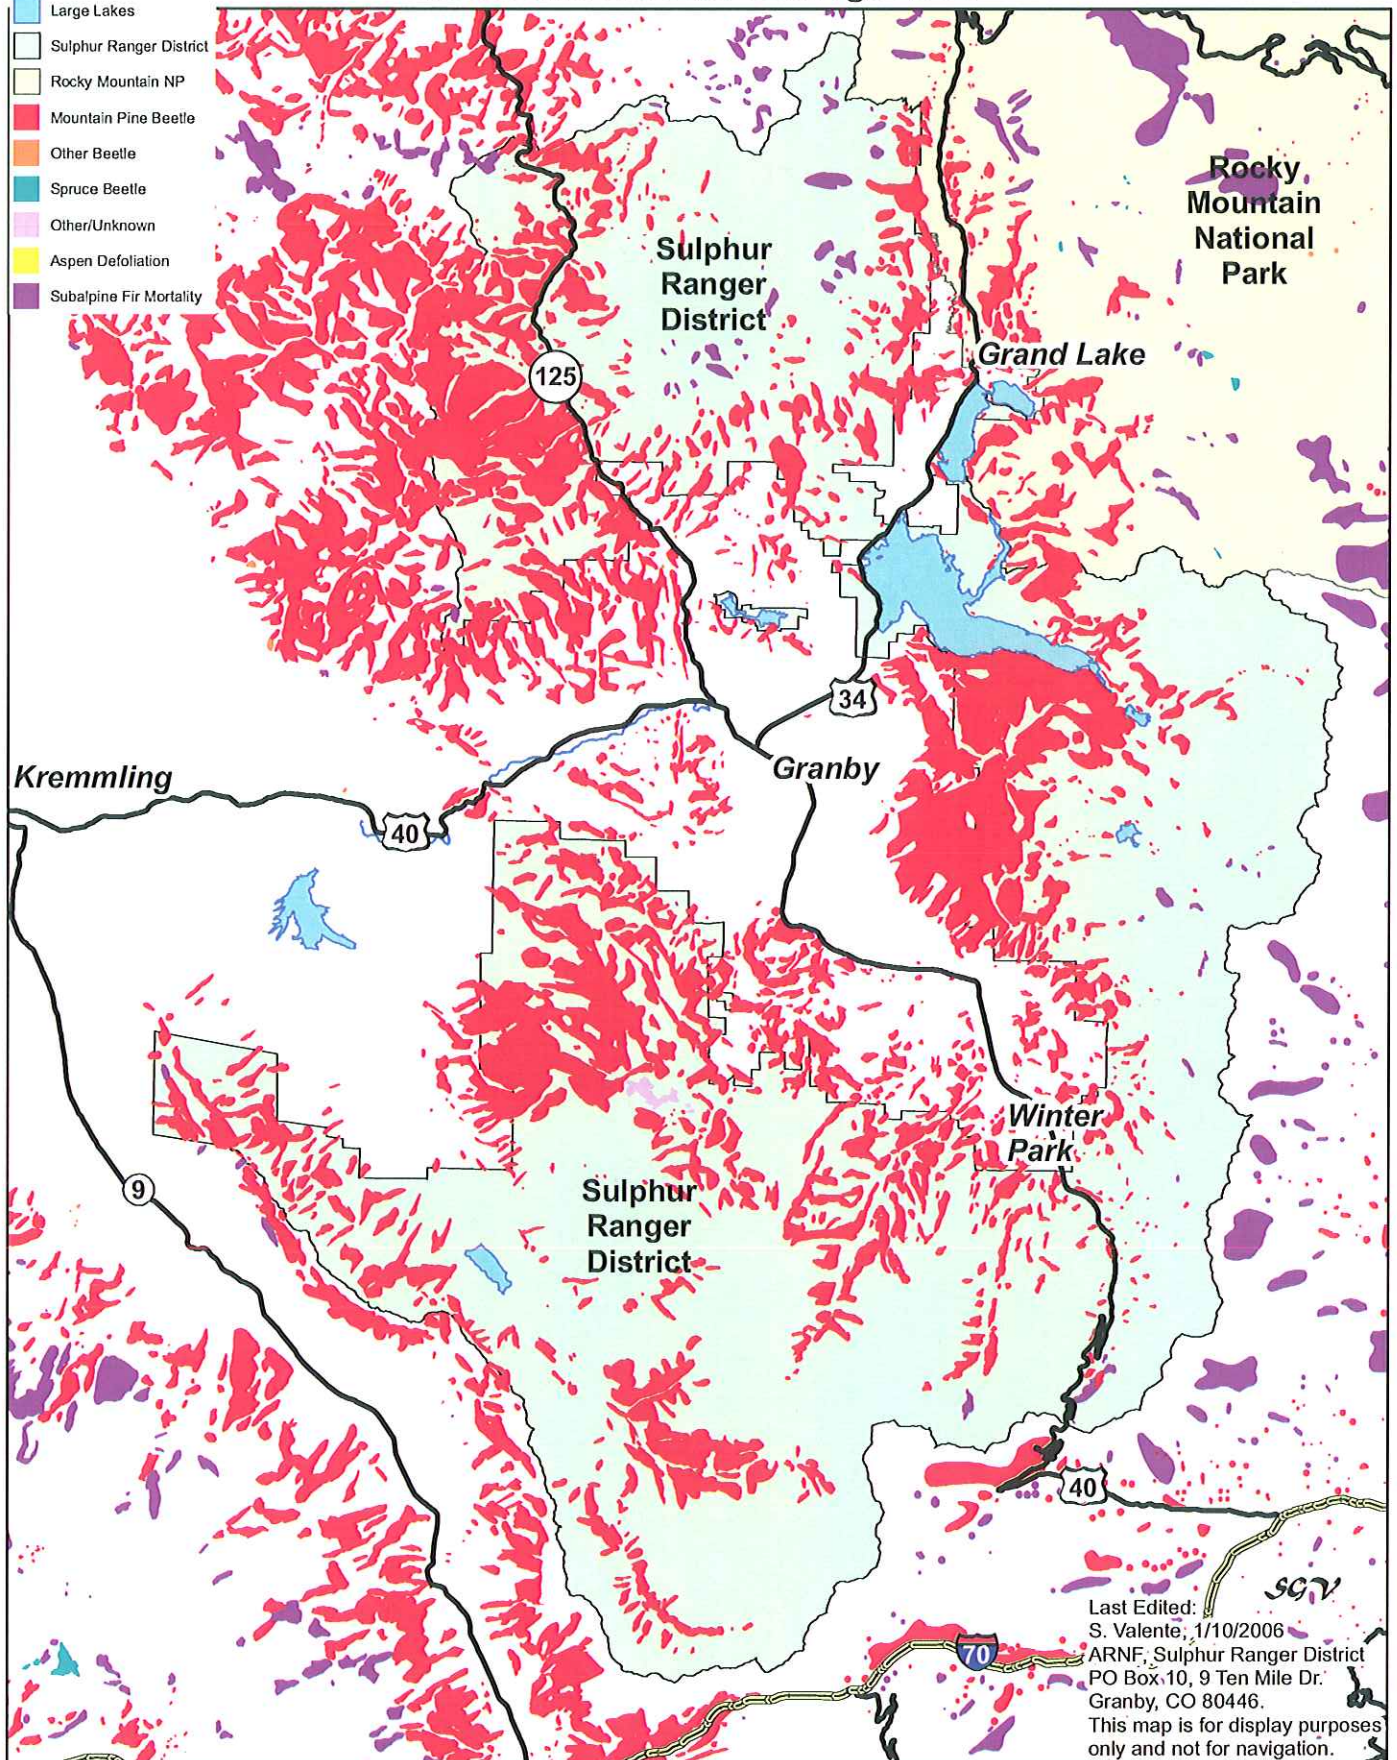 Large Lakes
Sulphur Ranger District
Rocky Mountain NP
Mountain Pine Beetle
Other Beetle
Spruce Beetle
Other/Unknown
Aspen Defoliation
Subalpine Fir Mortality
Rocky
Mountain
National
Park
Sulphur
Ranger
District
Grand Lake
125
34
Granby
Kremmling
40
Winter
Park
9
Sulphur
Ranger
District
40
SGV
70
Last Edited:
S. Valente, 1/10/2006
ARNF, Sulphur Ranger District
PO Box 10, 9 Ten Mile Dr.
Granby, CO 80446.
This map is for display purposes
only and not for navigation.